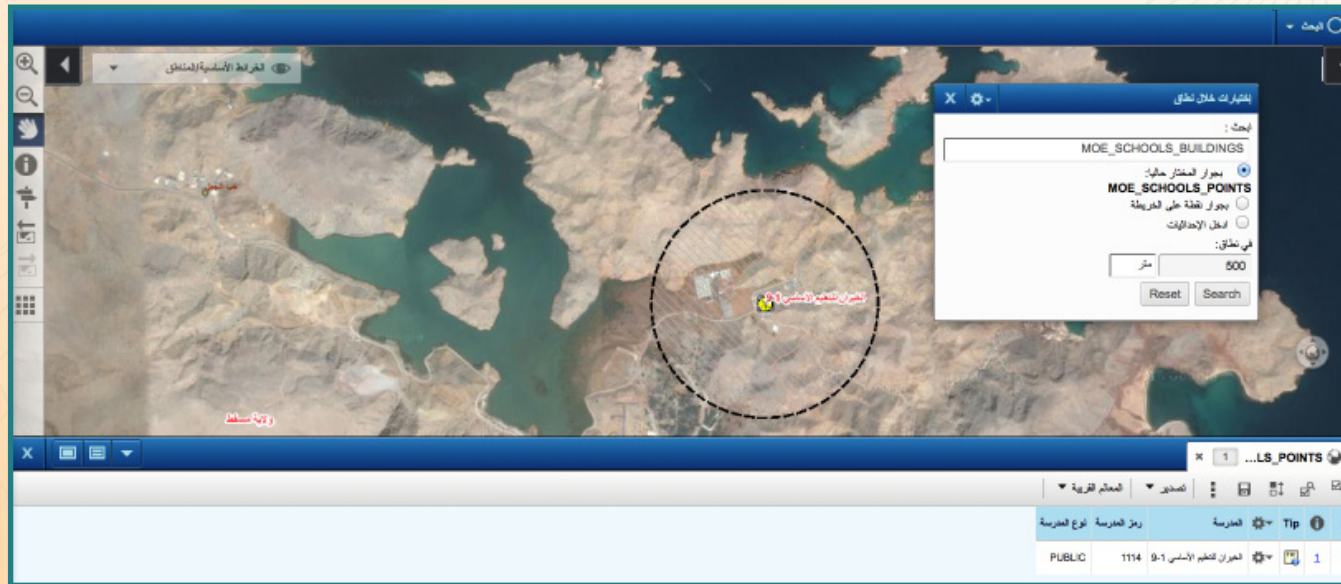 البحث
الخرائط الأساسية/المناطق
إختيارات خلال نطاق
ابحث :
MOE_SCHOOLS_BUILDINGS
بجوار المختار حاليا:
MOE_SCHOOLS_POINTS
بجوار نقطة على الخريطة
ادخل الإحداثيات
في نطاق:
500 متر
Reset Search
الخيران للتعليم الأساسي 1-9
ولاية مسقط
1 ...LS_POINTS
تصدير المعالم القريبة
Tip المدرسة رمز المدرسة نوع المدرسة
1 الخيران للتعليم الأساسي 1-9 1114 PUBLIC